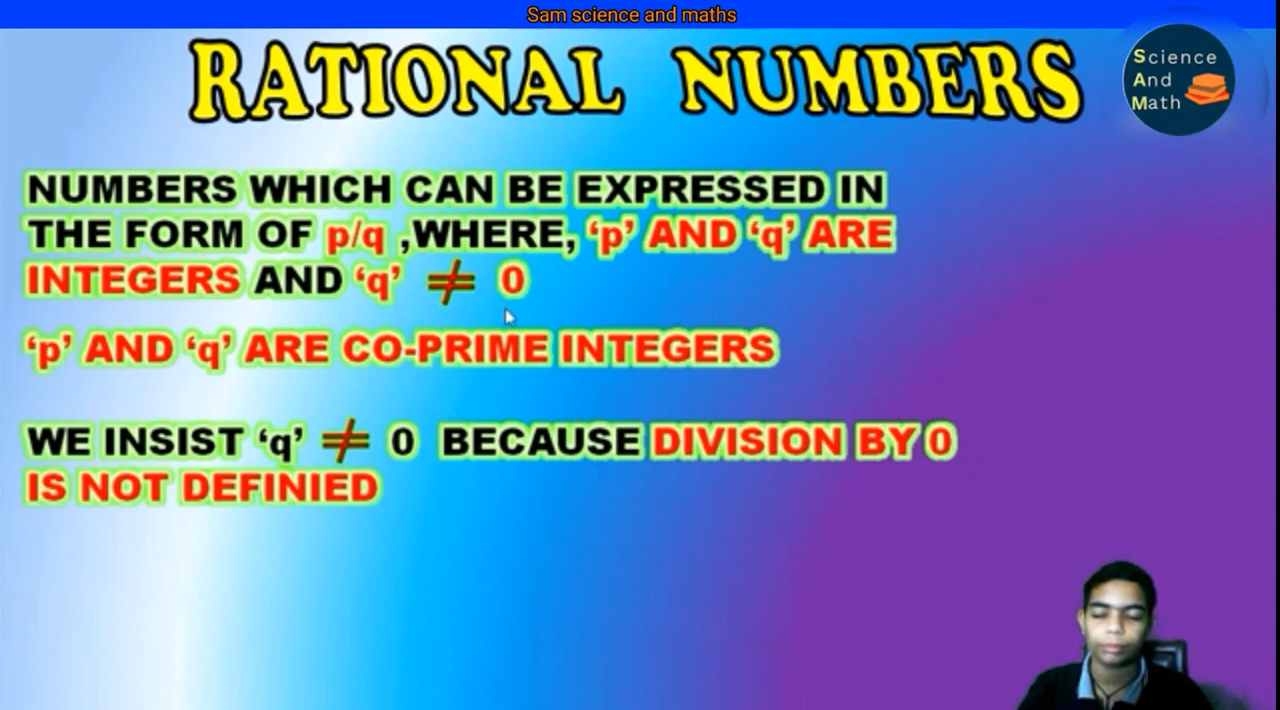 Sam science and maths
RATIONAL NUMBERS
Science
And
Math
NUMBERS WHICH CAN BE EXPRESSED IN
THE FORM OF p/q ,WHERE, ‘p’ AND ‘q’ ARE
INTEGERS AND ‘q’ ≠ 0
‘p’ AND ‘q’ ARE CO-PRIME INTEGERS
WE INSIST ‘q’ ≠ 0 BECAUSE DIVISION BY 0
IS NOT DEFINIED